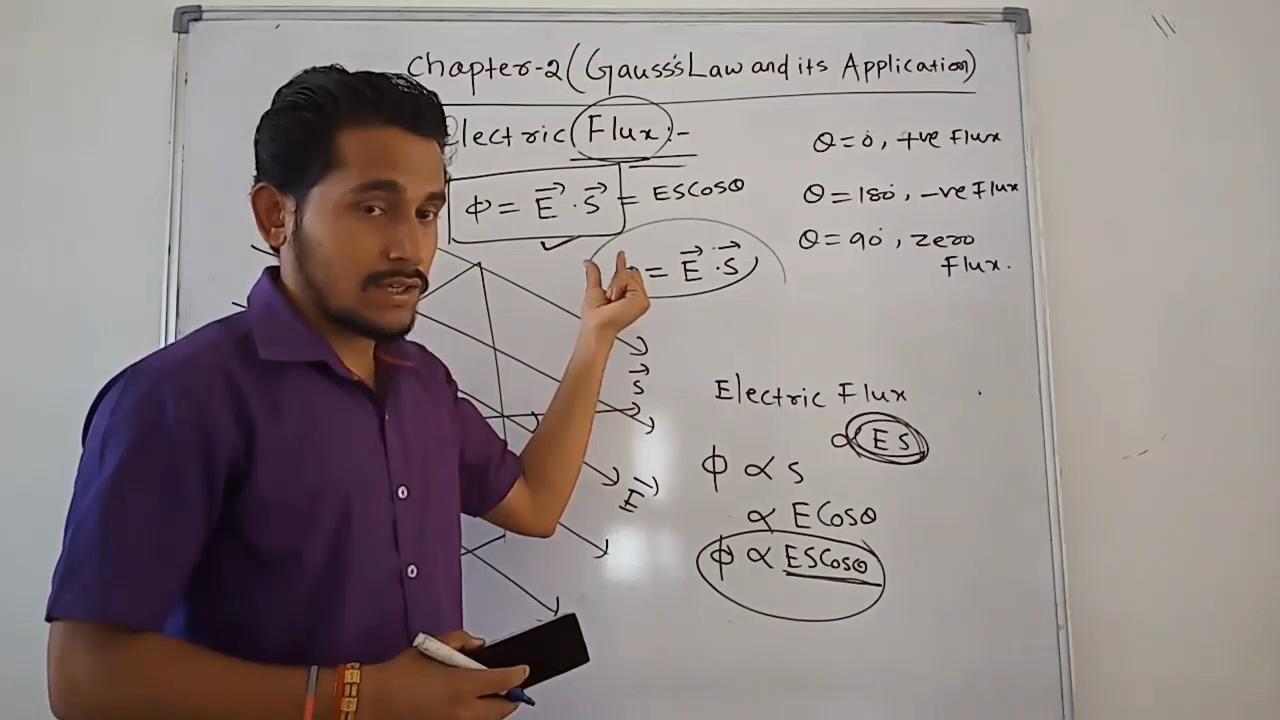 Chapter-2 (Gauss's Law and its Application)
Electric Flux :-
Φ = E⃗ · S⃗ = ESCosθ
= E⃗ · S⃗
θ = 0°, +ve Flux
θ = 180°, -ve Flux
θ = 90°, zero
Flux.
S⃗
E⃗
Electric Flux
∝ ES
Φ ∝ S
∝ ECosθ
Φ ∝ ESCosθ